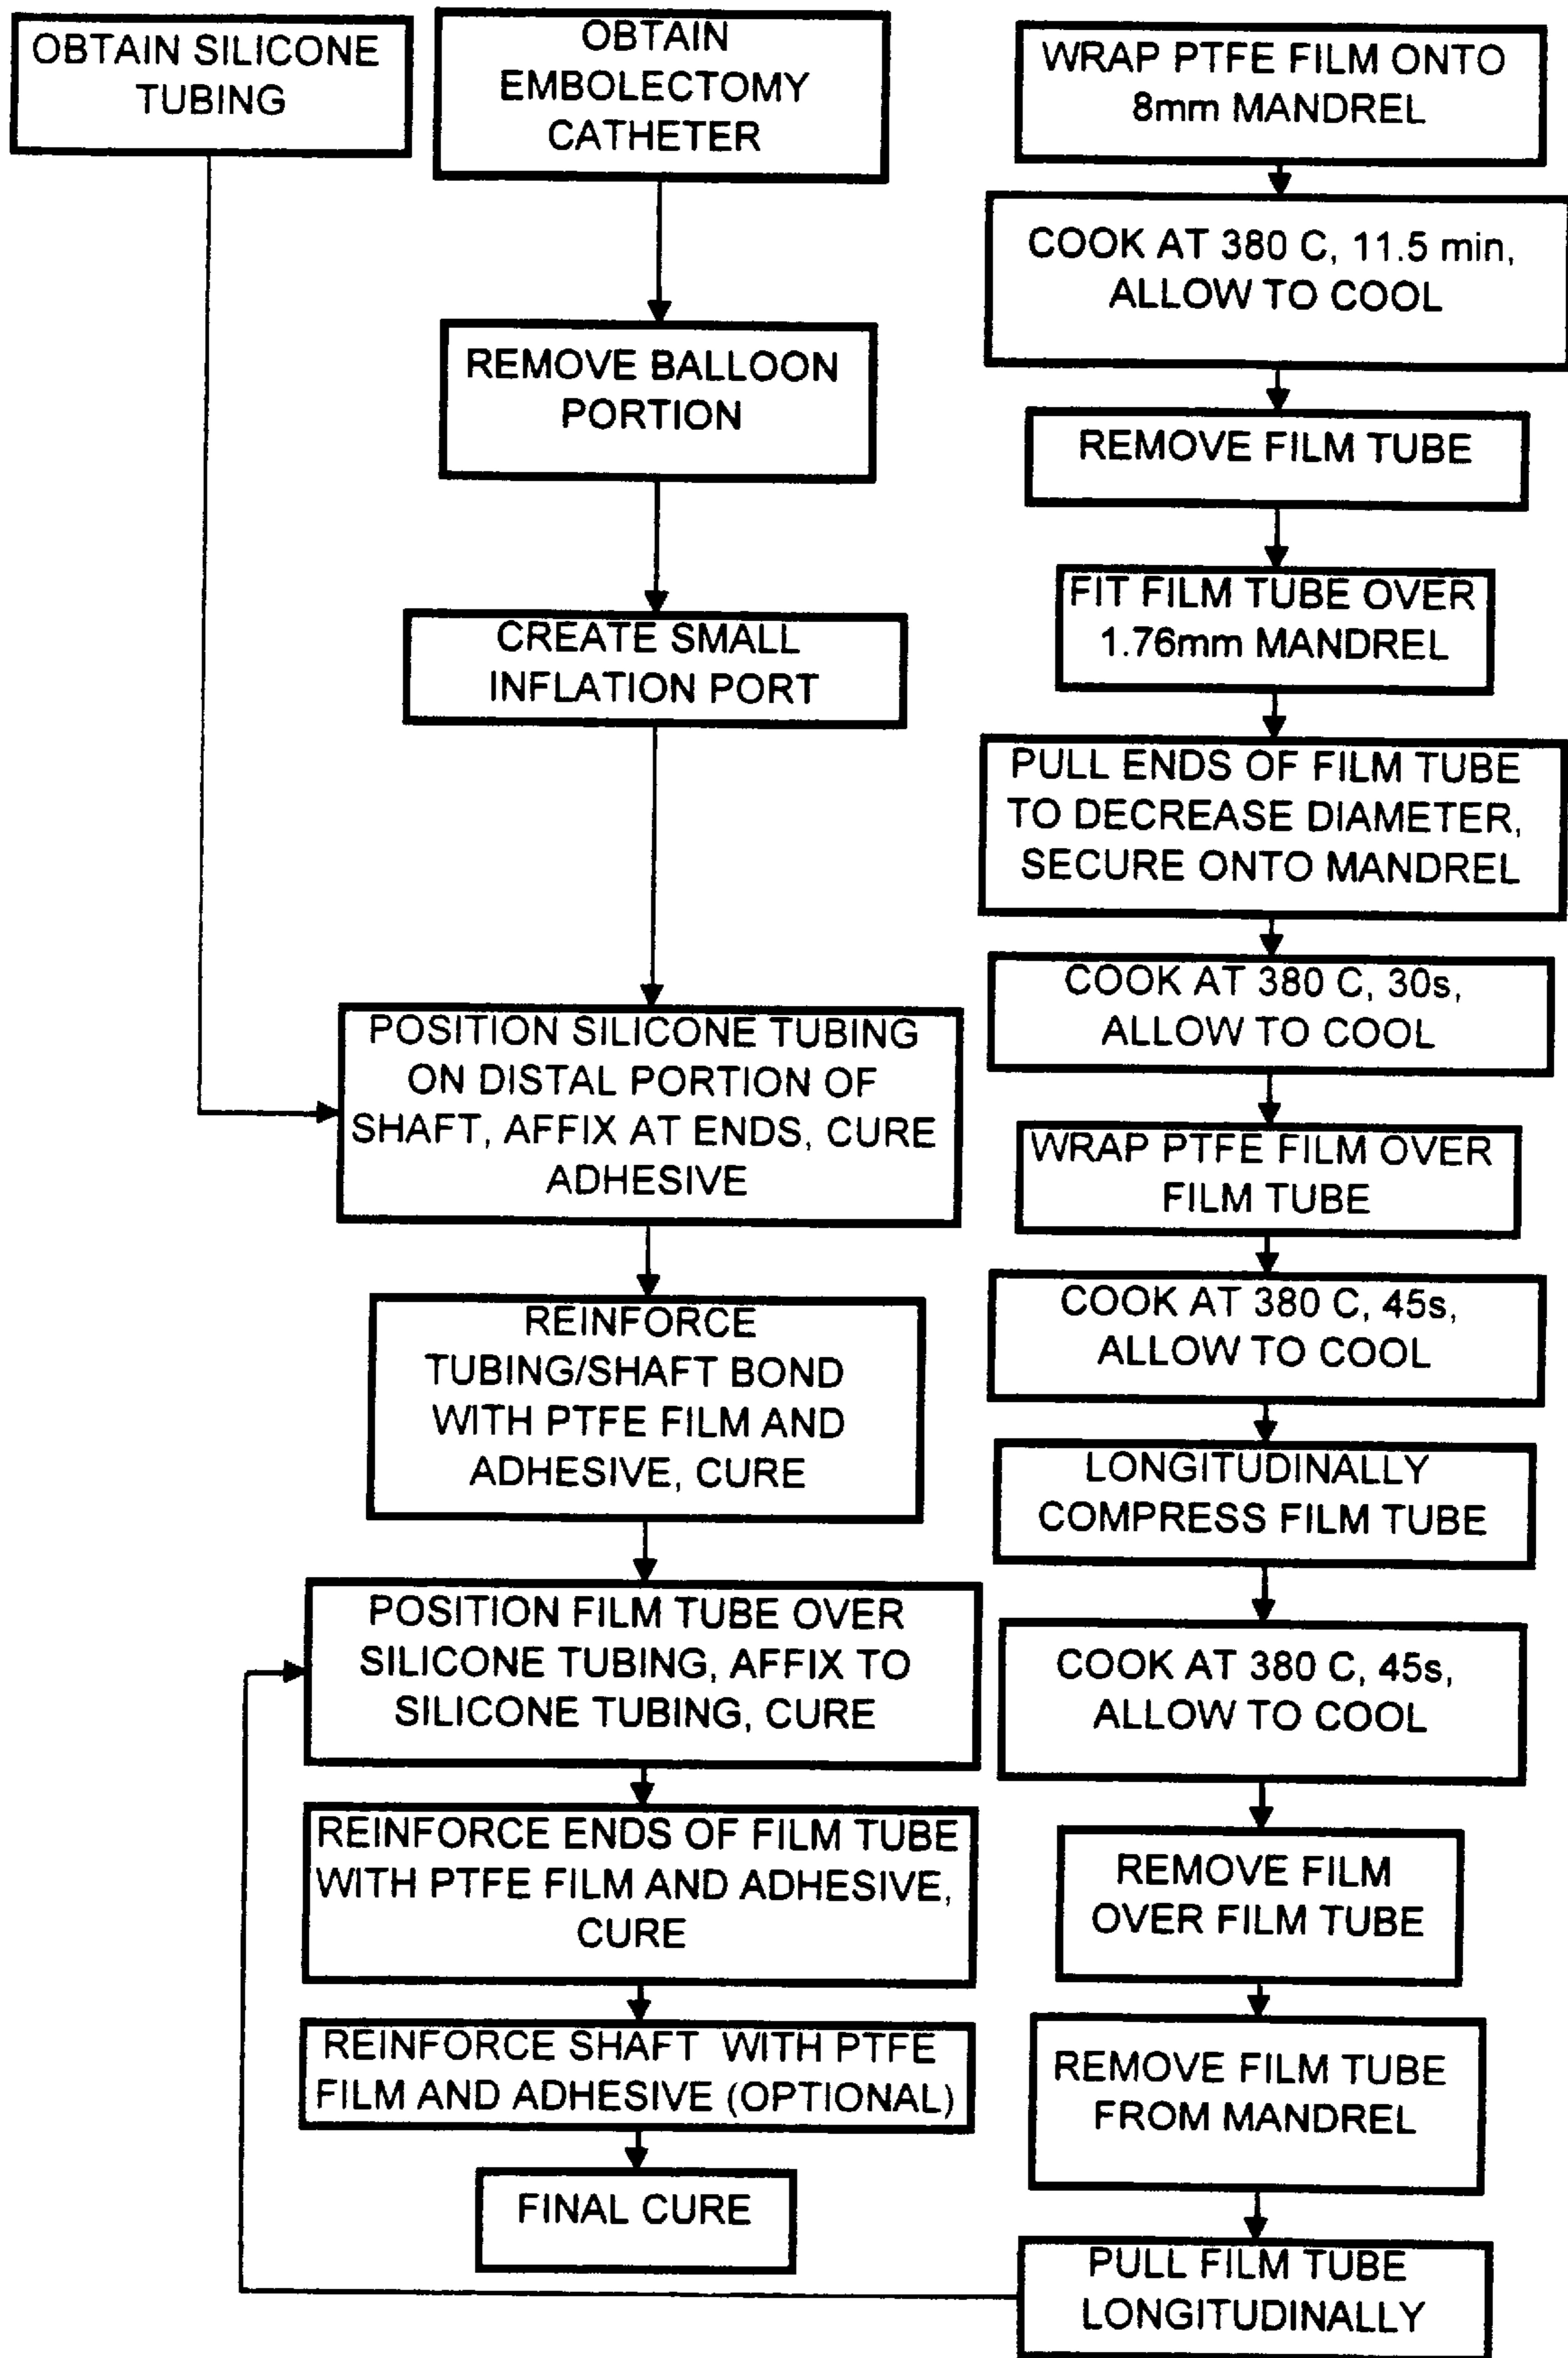 OBTAIN SILICONE
TUBING
OBTAIN
EMBOLECTOMY
CATHETER
REMOVE BALLOON
PORTION
CREATE SMALL
INFLATION PORT
POSITION SILICONE TUBING
ON DISTAL PORTION OF
SHAFT, AFFIX AT ENDS, CURE
ADHESIVE
REINFORCE
TUBING/SHAFT BOND
WITH PTFE FILM AND
ADHESIVE, CURE
POSITION FILM TUBE OVER
SILICONE TUBING, AFFIX TO
SILICONE TUBING, CURE
REINFORCE ENDS OF FILM TUBE
WITH PTFE FILM AND ADHESIVE,
CURE
REINFORCE SHAFT WITH PTFE
FILM AND ADHESIVE (OPTIONAL)
FINAL CURE
WRAP PTFE FILM ONTO
8mm MANDREL
COOK AT 380 C, 11.5 min,
ALLOW TO COOL
REMOVE FILM TUBE
FIT FILM TUBE OVER
1.76mm MANDREL
PULL ENDS OF FILM TUBE
TO DECREASE DIAMETER,
SECURE ONTO MANDREL
COOK AT 380 C, 30s,
ALLOW TO COOL
WRAP PTFE FILM OVER
FILM TUBE
COOK AT 380 C, 45s,
ALLOW TO COOL
LONGITUDINALLY
COMPRESS FILM TUBE
COOK AT 380 C, 45s,
ALLOW TO COOL
REMOVE FILM
OVER FILM TUBE
REMOVE FILM TUBE
FROM MANDREL
PULL FILM TUBE
LONGITUDINALLY